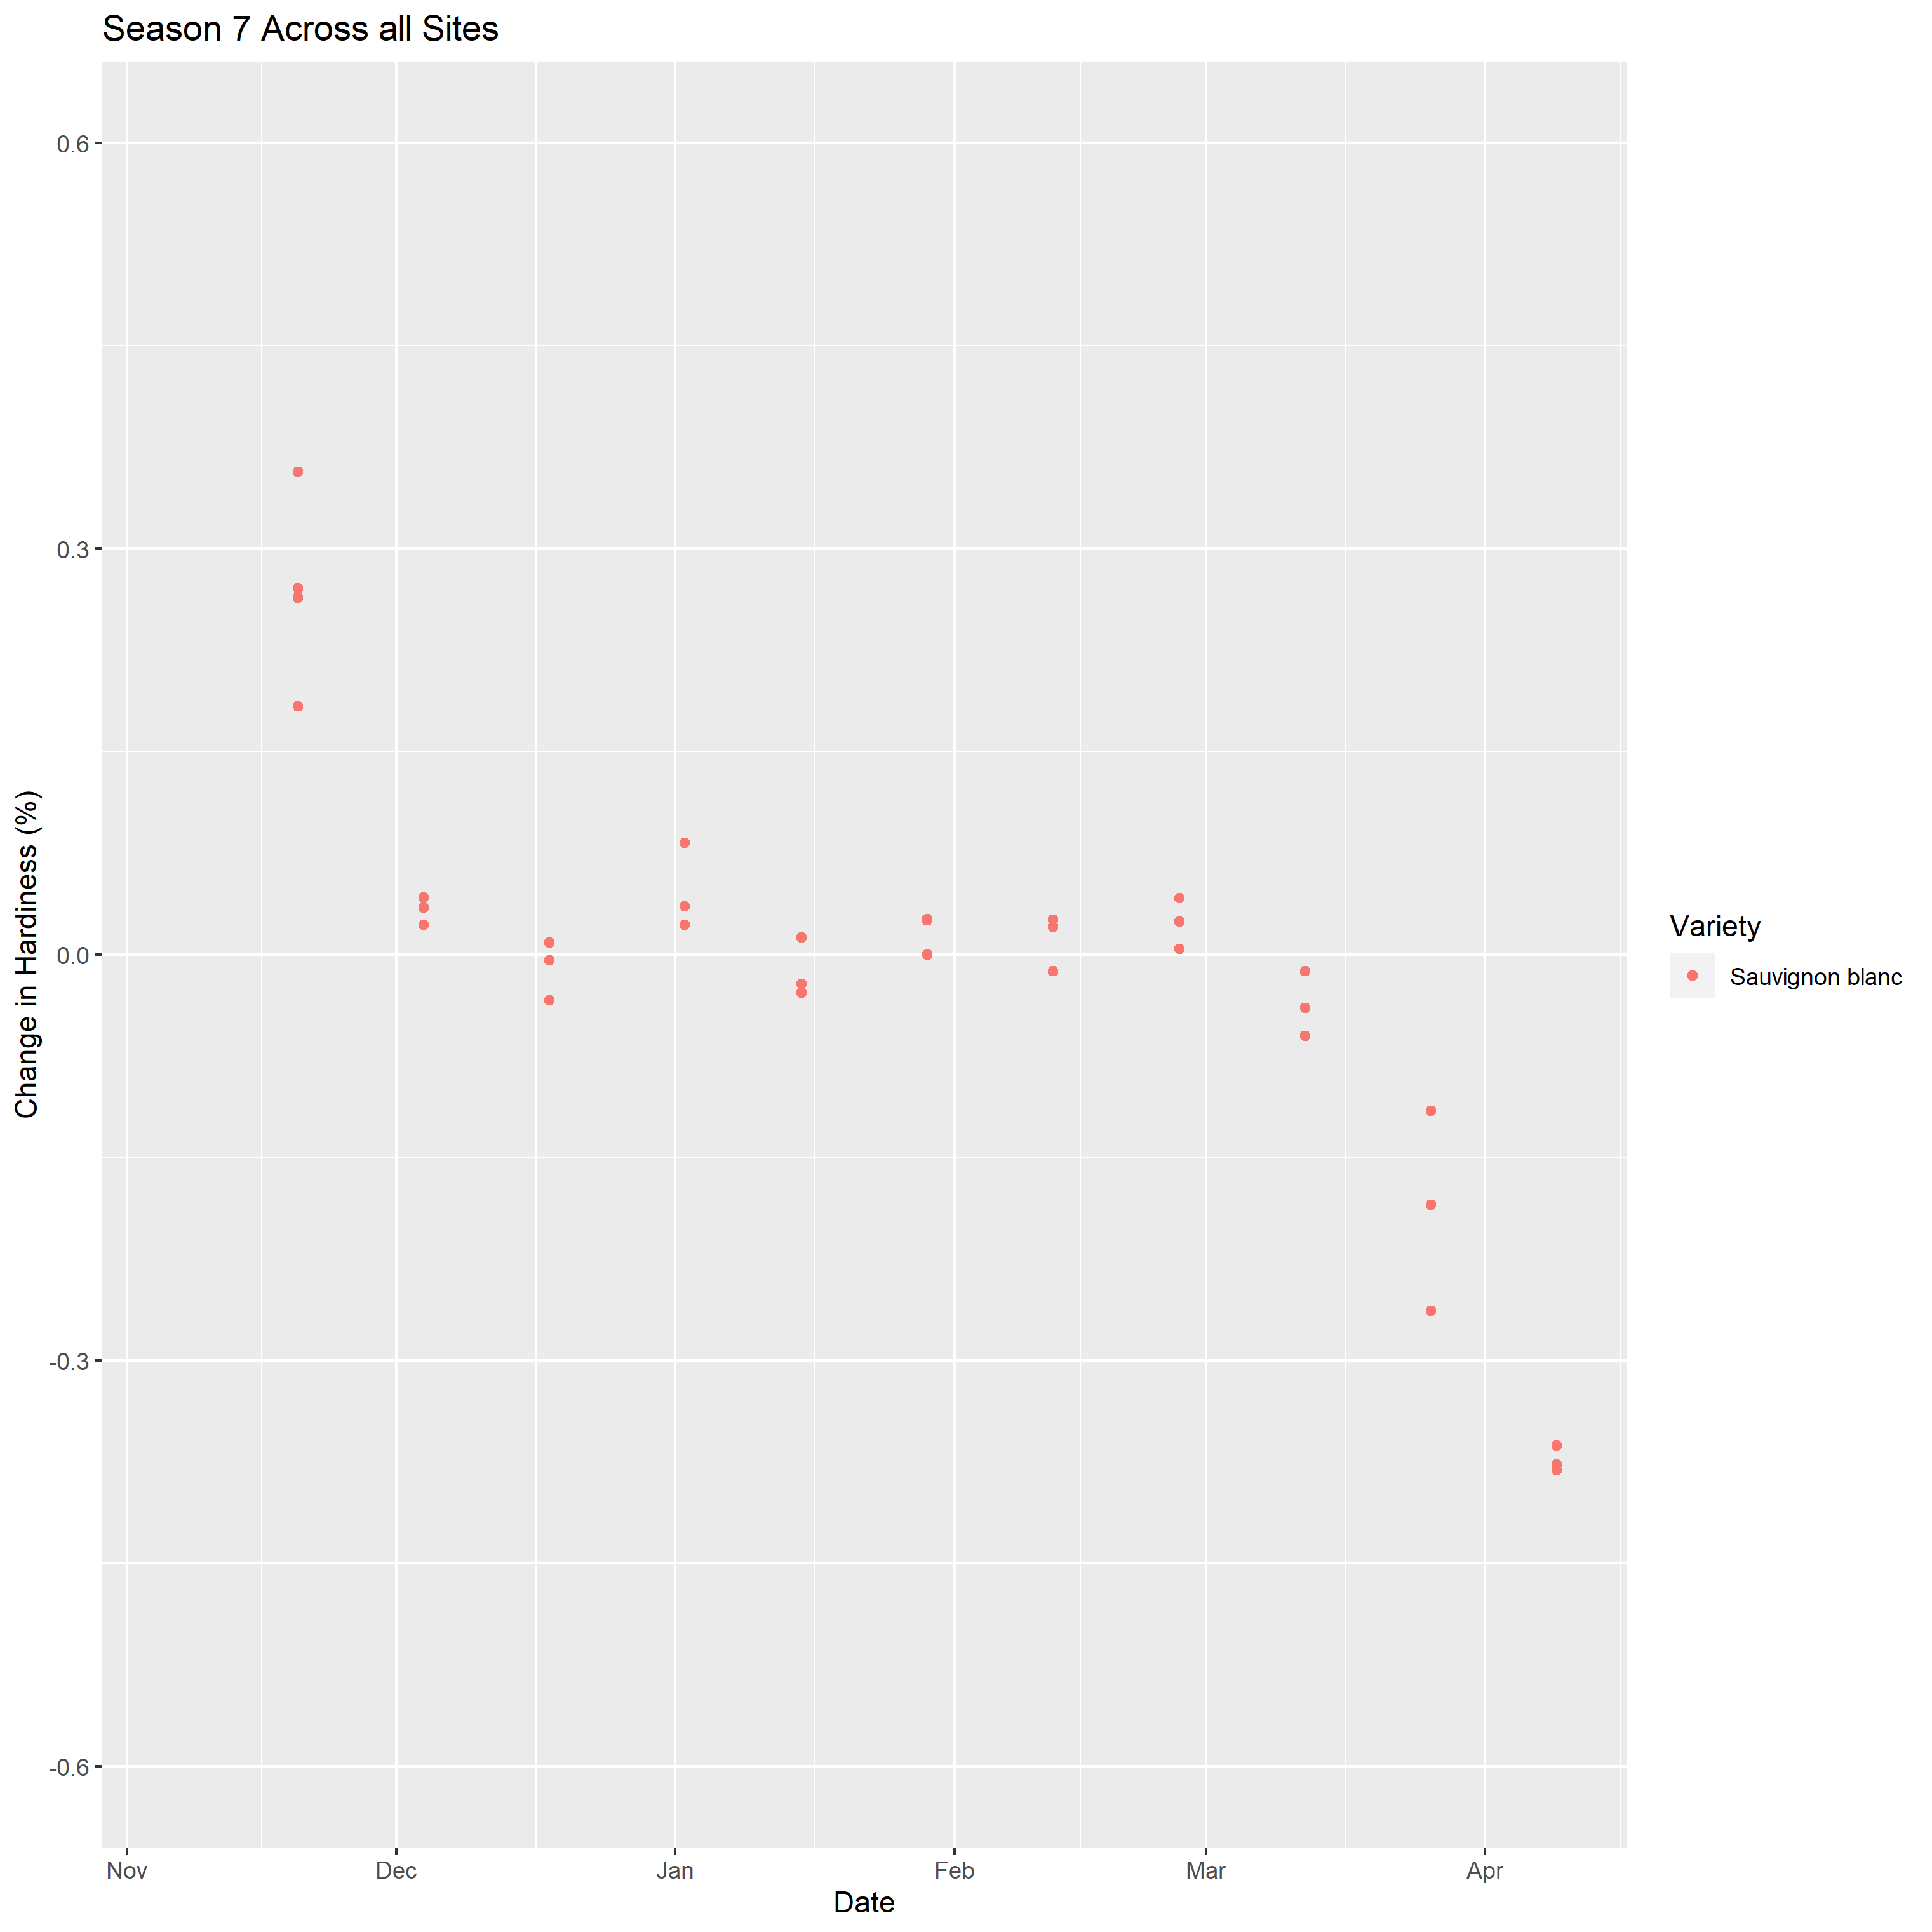 Season 7 Across all Sites
0.6
0.3
0.0
-0.3
-0.6
Change in Hardiness (%)
Nov Dec Jan Feb Mar Apr
Date
Variety
Sauvignon blanc